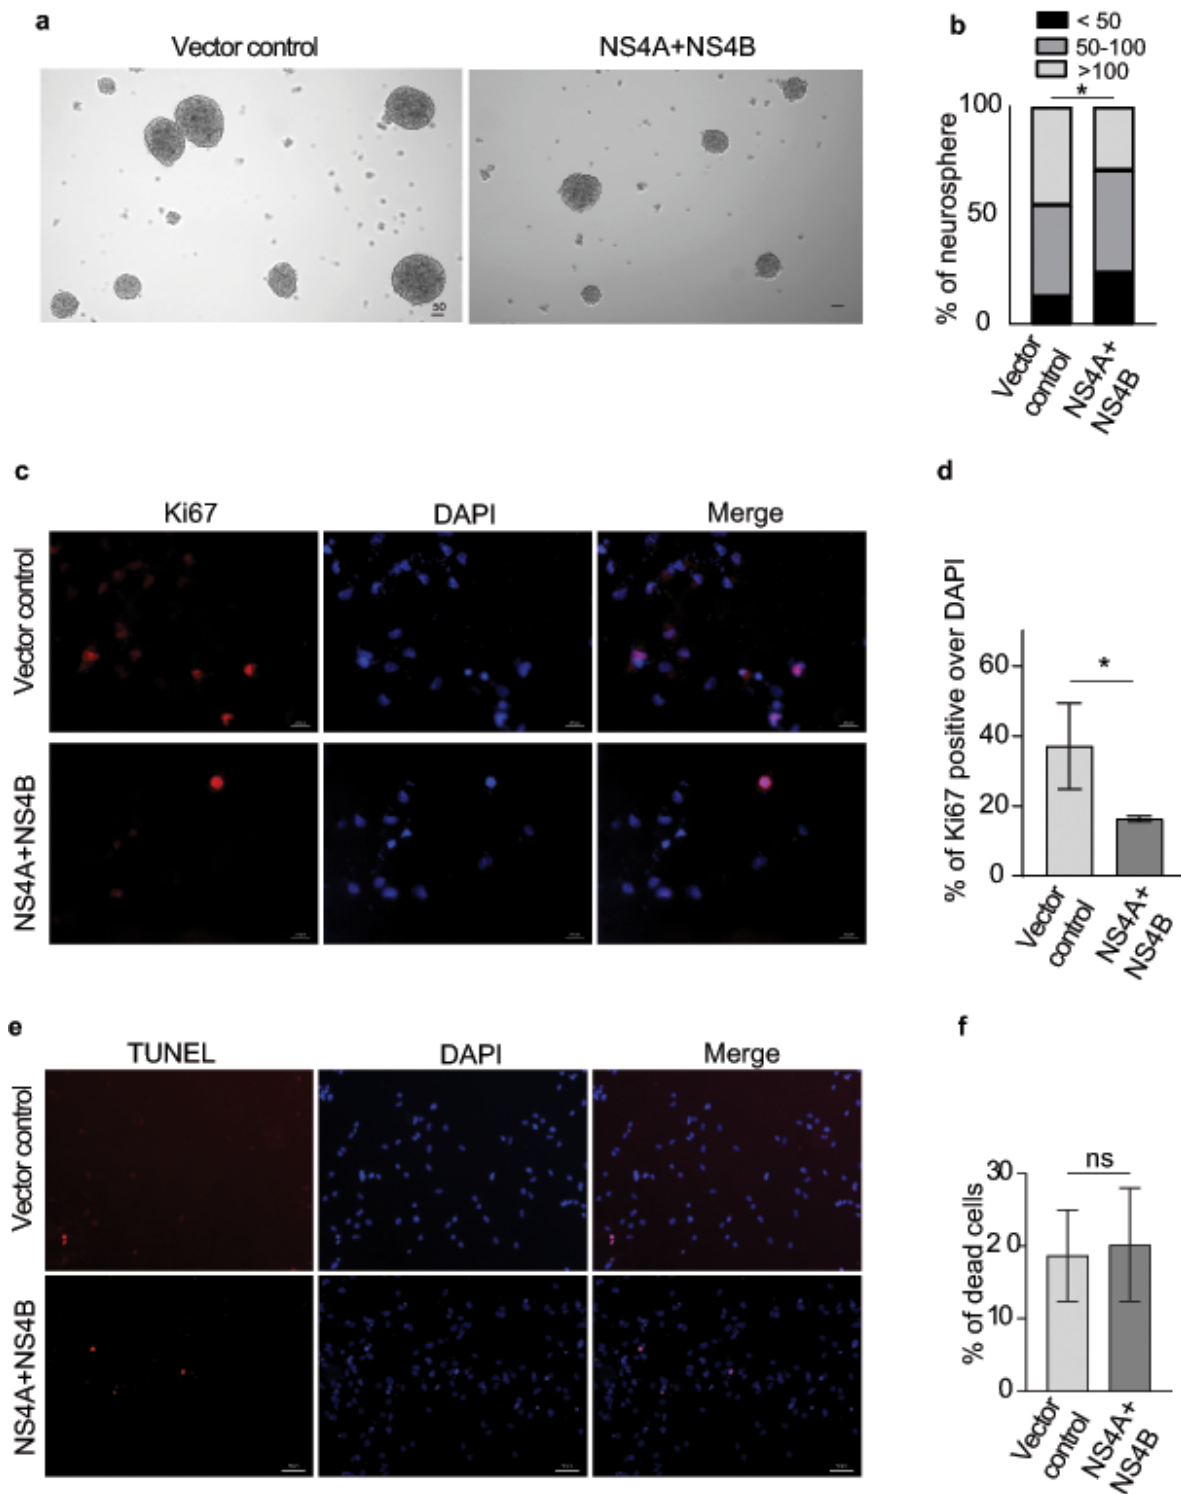 a
Vector control
NS4A+NS4B
50
b
< 50
50-100
>100
*
% of neurosphere
100
50
0
Vector
control
NS4A+
NS4B
c
Ki67
DAPI
Merge
Vector control
NS4A+NS4B
d
% of Ki67 positive over DAPI
60
40
20
0
*
Vector
control
NS4A+
NS4B
e
TUNEL
DAPI
Merge
Vector control
NS4A+NS4B
f
% of dead cells
30
20
10
0
ns
Vector
control
NS4A+
NS4B